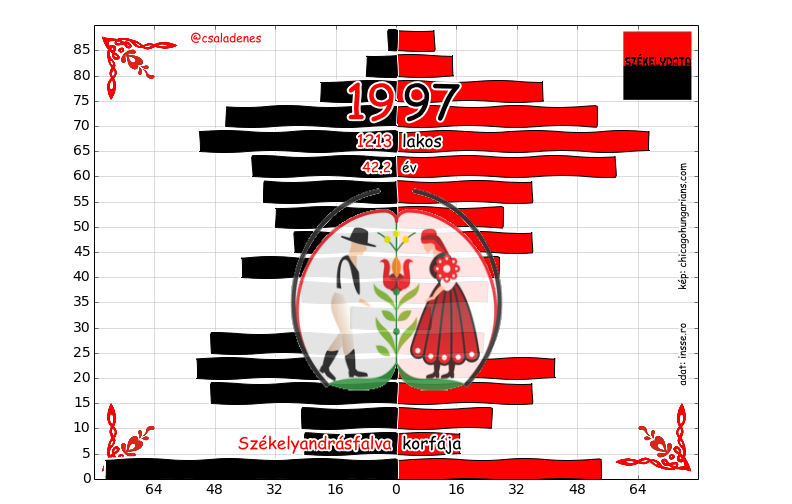 @csaladenes
SZÉKELYDATA
1997
1213 lakos
42.2 év
kép: chicagohungarians.com
adat: insse.ro
Székelyandrásfalva korfája
85
80
75
70
65
60
55
50
45
40
35
30
25
20
15
10
5
0
64 48 32 16 0 16 32 48 64